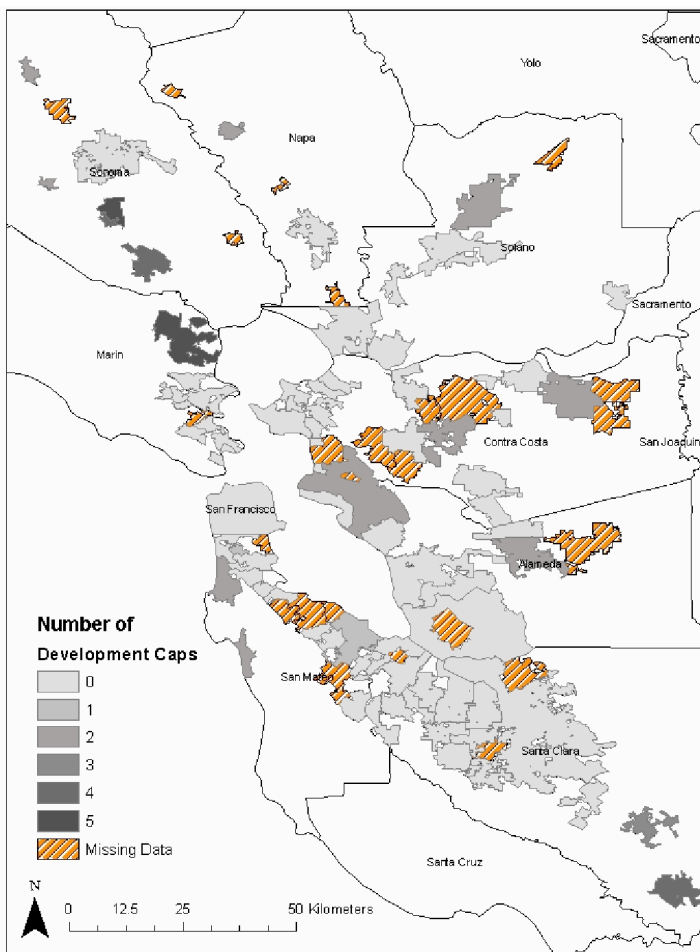 Sacramento
Yolo
Napa
Sonoma
Solano
Sacramento
Marin
Contra Costa
San Joaquin
San Francisco
Alameda
San Mateo
Santa Clara
Santa Cruz
Number of
Development Caps
0
1
2
3
4
5
Missing Data
N
0 12.5 25 50 Kilometers